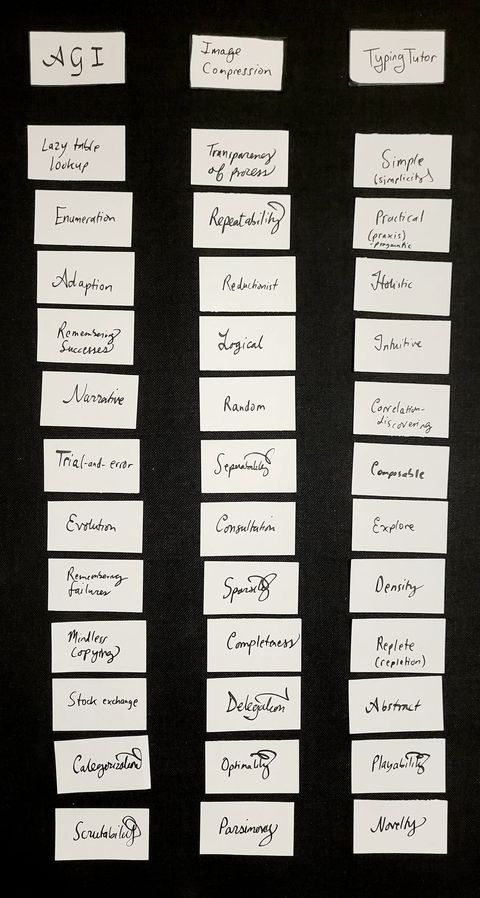 AGI
Image
Compression
TypingTutor
Lazy table
lookup
Enumeration
Adaption
Remembering
Successes
Narrative
Trial-and-error
Evolution
Remembering
failures
Mindless
Copying
Stock exchange
Categorization
Scrutability
Transparency
of process
Repeatability
Reductionist
Logical
Random
Separability
Consultation
Sparsity
Completeness
Delegation
Optimality
Parsimony
Simple
(simplicity)
Practical
(praxis)
-pragmatic
Holistic
Intuitive
Correlation-
discovering
Composable
Explore
Density
Replete
(repletion)
Abstract
Playability
Novelty